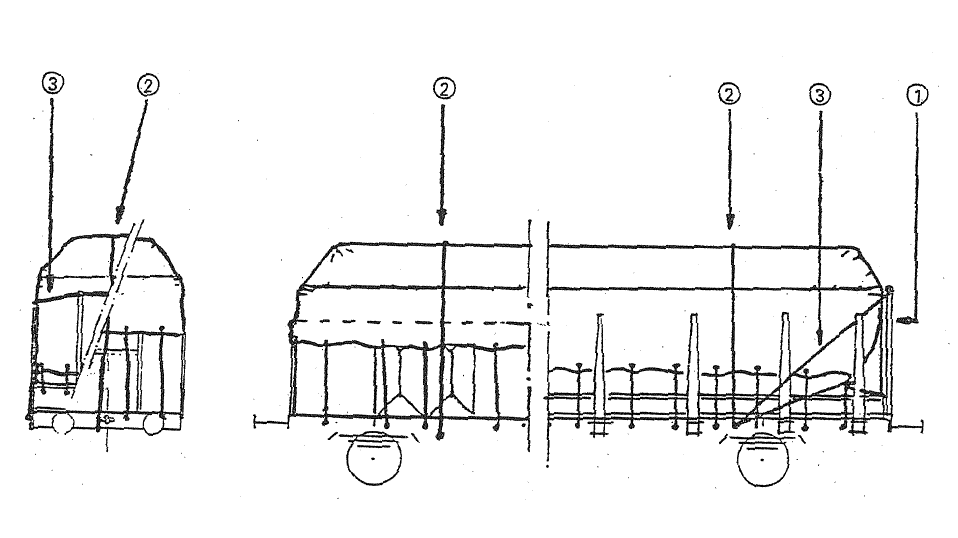 ③ ② ② ② ③ ①